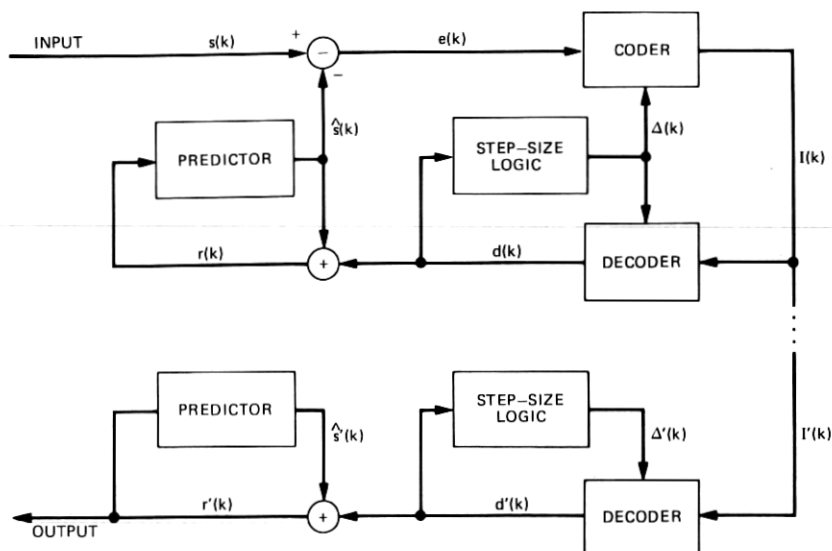 INPUT
s(k)
+
−
e(k)
CODER
−
ŝ(k)
Δ(k)
PREDICTOR
STEP–SIZE
LOGIC
I(k)
r(k)
+
d(k)
DECODER
PREDICTOR
STEP–SIZE
LOGIC
ŝ'(k)
Δ'(k)
I'(k)
r'(k)
+
d'(k)
DECODER
OUTPUT